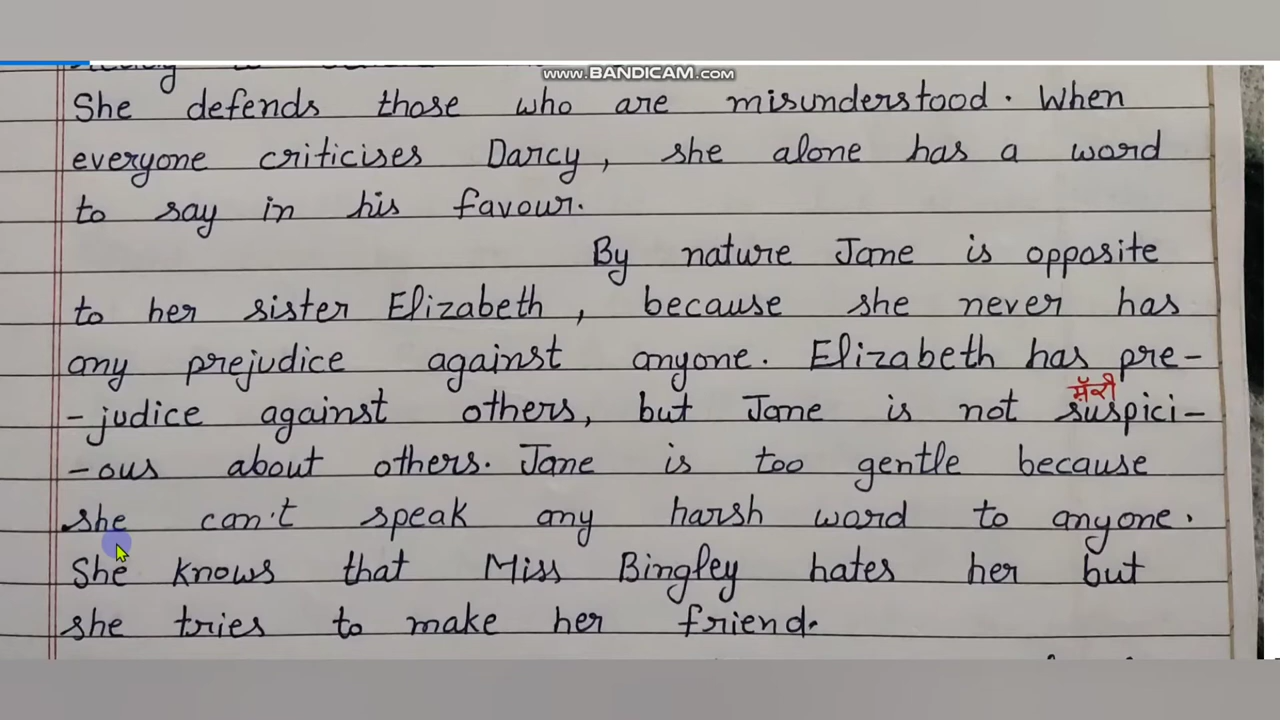 www.BANDICAM.com
She defends those who are misunderstood. When
everyone criticises Darcy, she alone has a word
to say in his favour.
By nature Jane is opposite
to her sister Elizabeth, because she never has
any prejudice against anyone. Elizabeth has pre-
ਸ਼ੱਕੀ
-judice against others, but Jane is not suspici-
-ous about others. Jane is too gentle because
she can't speak any harsh word to anyone.
She knows that Miss Bingley hates her but
she tries to make her friend.